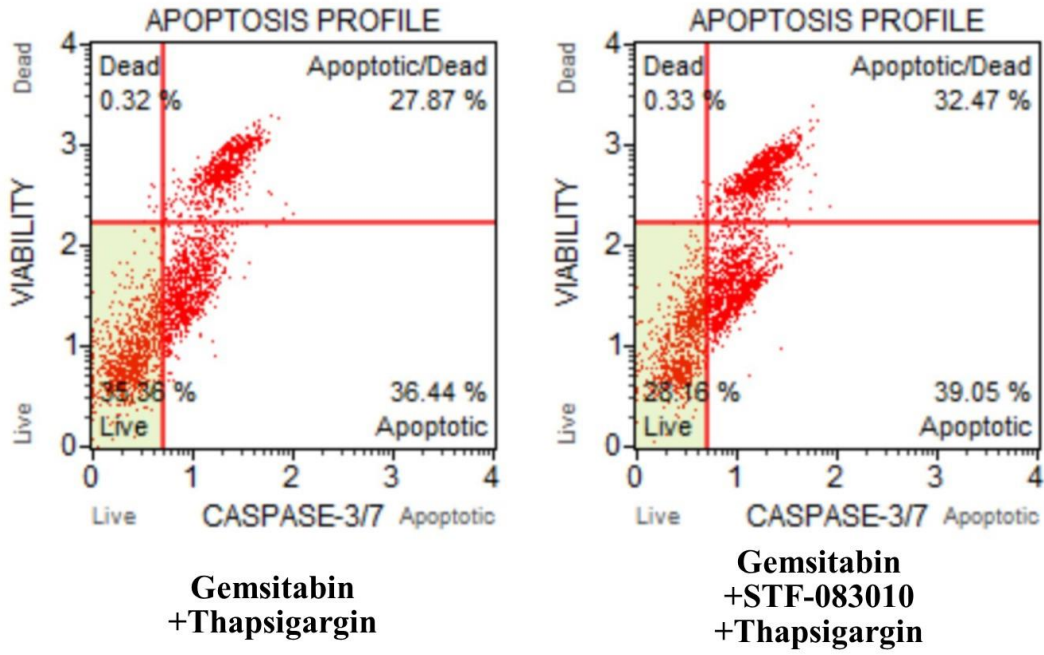 APOPTOSIS PROFILE
4
3
2
1
0
Dead
Live
VIABILITY
Dead
0.32 %
Apoptotic/Dead
27.87 %
35.36 %
Live
36.44 %
Apoptotic
0 1 2 3 4
Live CASPASE-3/7 Apoptotic
Gemsitabin
+Thapsigargin
APOPTOSIS PROFILE
4
3
2
1
0
Dead
Live
VIABILITY
Dead
0.33 %
Apoptotic/Dead
32.47 %
28.16 %
Live
39.05 %
Apoptotic
0 1 2 3 4
Live CASPASE-3/7 Apoptotic
Gemsitabin
+STF-083010
+Thapsigargin